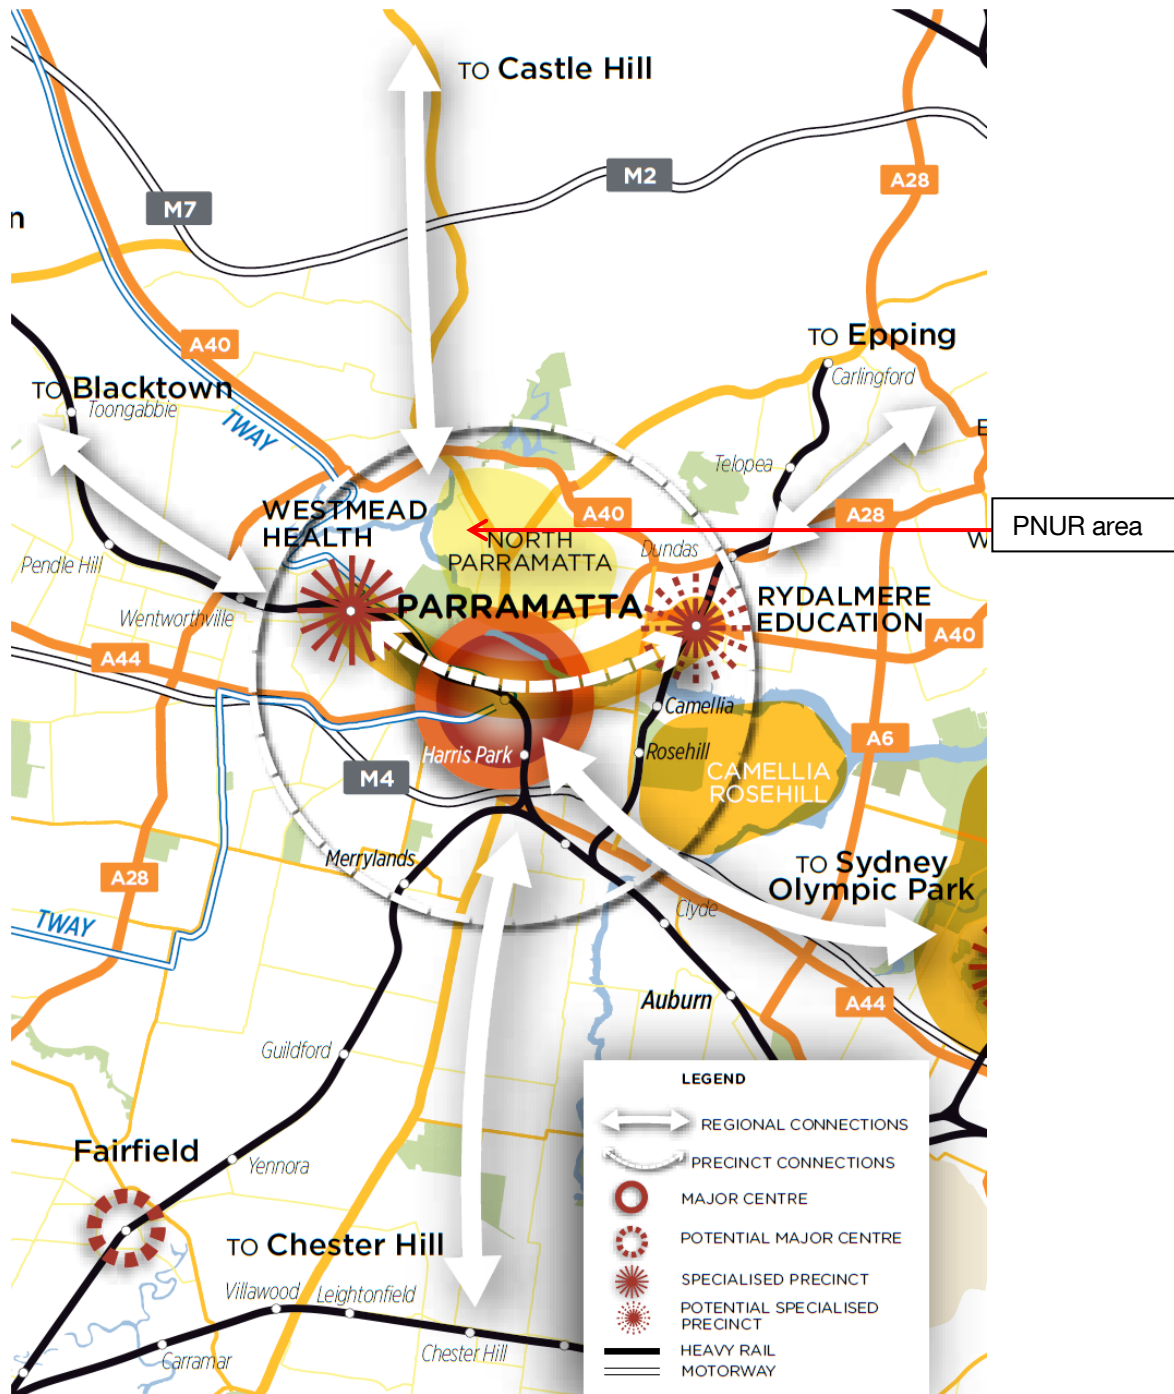 TO Castle Hill
M2
A28
M7
n
TO Epping
A40
Carlingford
TO Blacktown
Toongabbie
TWAY
E
Telopea
WESTMEAD
HEALTH
A40
A28
PNUR area
NORTH
PARRAMATTA
Dundas
W
Pendle Hill
PARRAMATTA
RYDALMERE
EDUCATION
Wentworthville
A40
A44
Camellia
A6
Harris Park
Rosehill
M4
CAMELLIA
ROSEHILL
Merrylands
TO Sydney
Olympic Park
A28
Clyde
TWAY
Auburn
A44
Guildford
LEGEND
REGIONAL CONNECTIONS
PRECINCT CONNECTIONS
MAJOR CENTRE
POTENTIAL MAJOR CENTRE
SPECIALISED PRECINCT
POTENTIAL SPECIALISED
PRECINCT
HEAVY RAIL
MOTORWAY
Fairfield
Yennora
TO Chester Hill
Villawood
Leightonfield
Chester Hill
Carramar